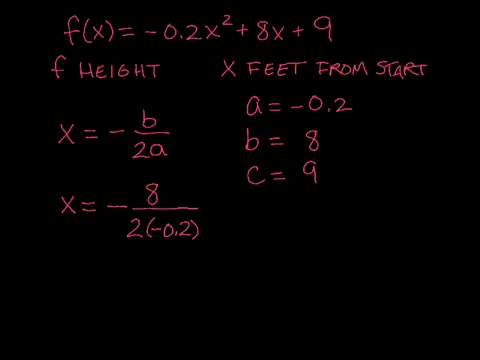 f(x) = -0.2x² + 8x + 9
f HEIGHT X FEET FROM START
x = - b/2a
a = -0.2
b = 8
c = 9
x = - 8/2(-0.2)